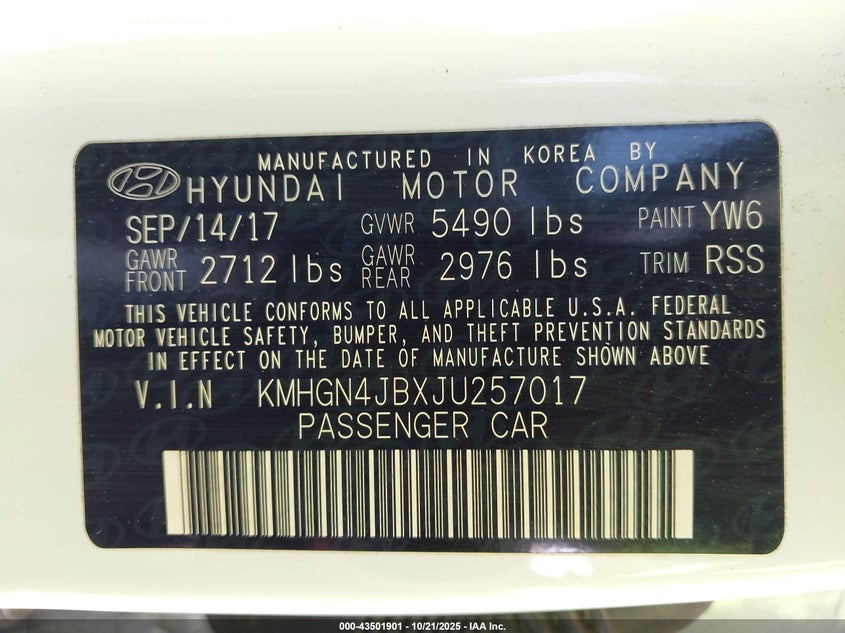 MANUFACTURED IN KOREA BY
HYUNDAI MOTOR COMPANY
SEP/14/17 GVWR 5490 lbs PAINT YW6
GAWR FRONT 2712 lbs GAWR REAR 2976 lbs TRIM RSS
THIS VEHICLE CONFORMS TO ALL APPLICABLE U.S.A. FEDERAL
MOTOR VEHICLE SAFETY, BUMPER, AND THEFT PREVENTION STANDARDS
IN EFFECT ON THE DATE OF MANUFACTURE SHOWN ABOVE
V.I.N KMHGN4JBXJU257017
PASSENGER CAR
000-43501901 - 10/21/2025 - IAA Inc.